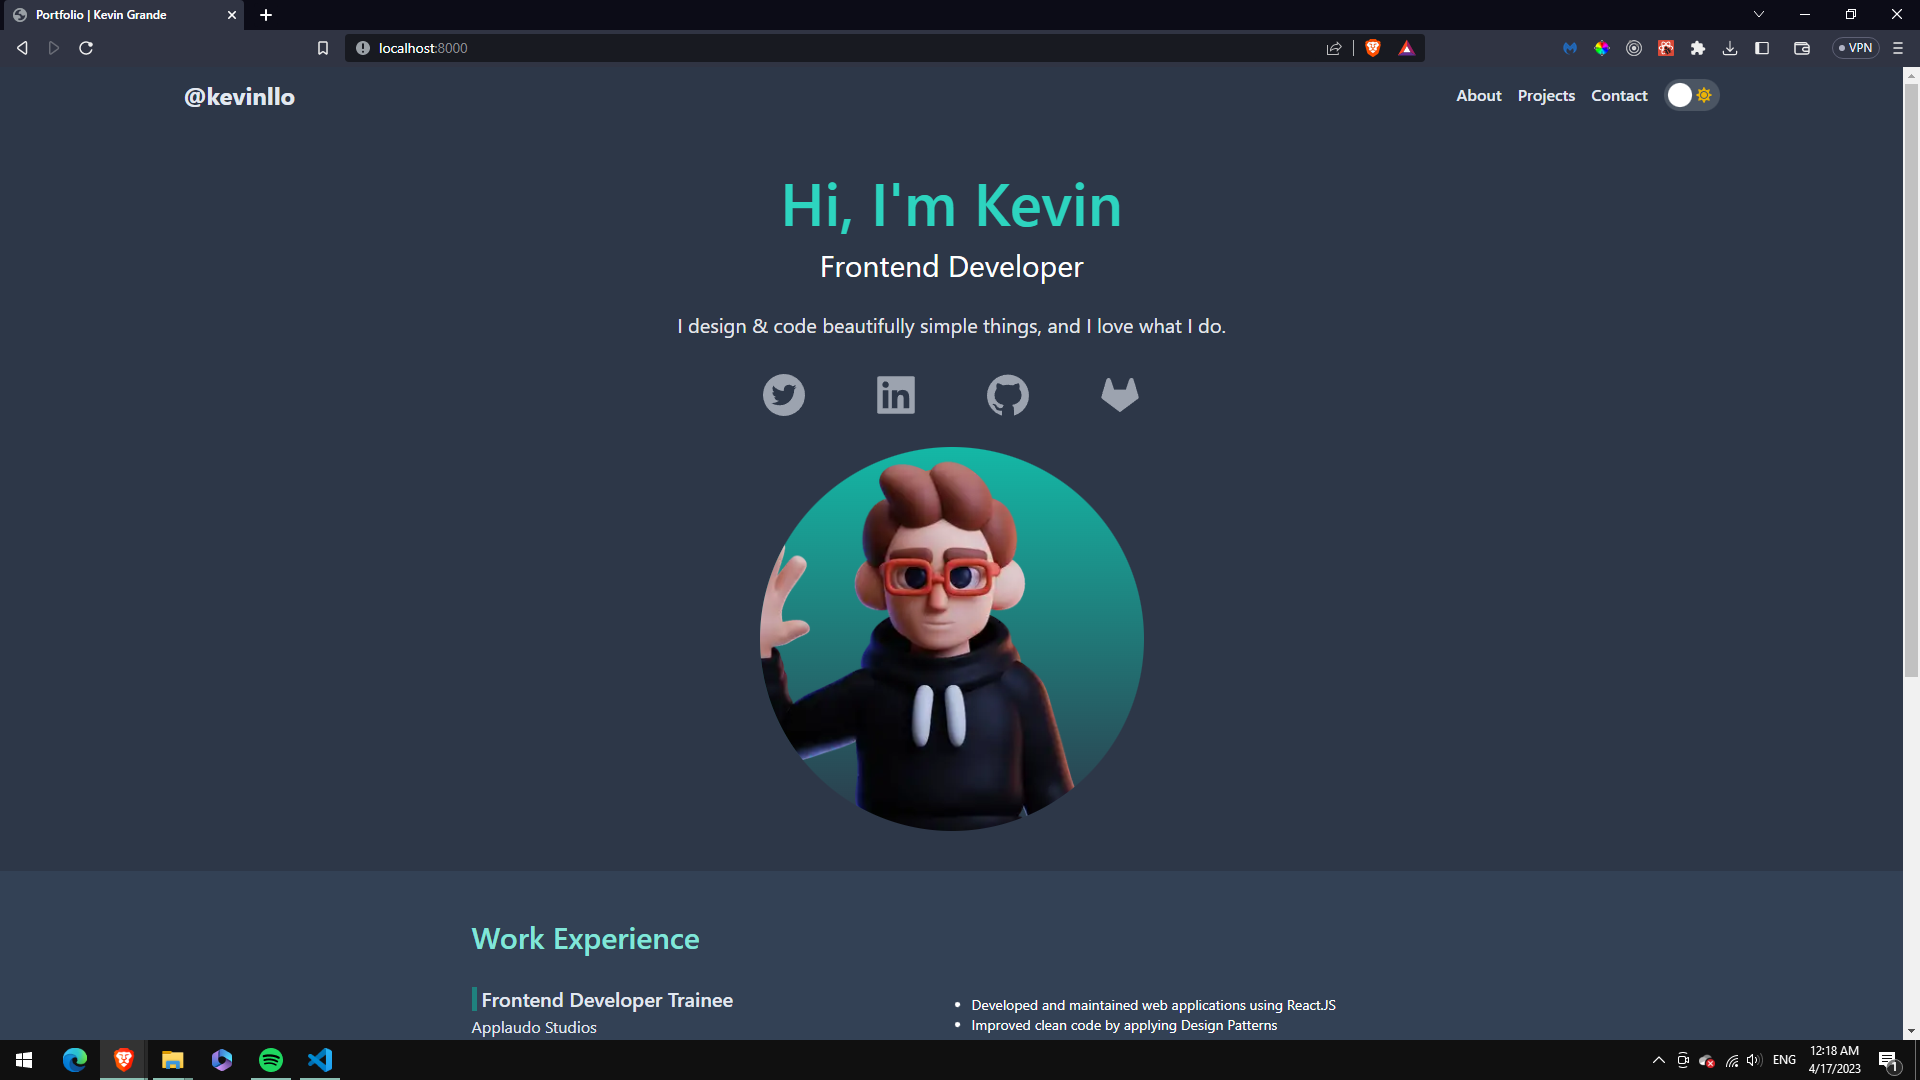 Portfolio | Kevin Grande
localhost:8000
VPN
@kevinllo
About Projects Contact
Hi, I'm Kevin
Frontend Developer
I design & code beautifully simple things, and I love what I do.
in
Work Experience
Frontend Developer Trainee
Applaudo Studios
• Developed and maintained web applications using React.JS
• Improved clean code by applying Design Patterns
ENG
12:18 AM
4/17/2023
1